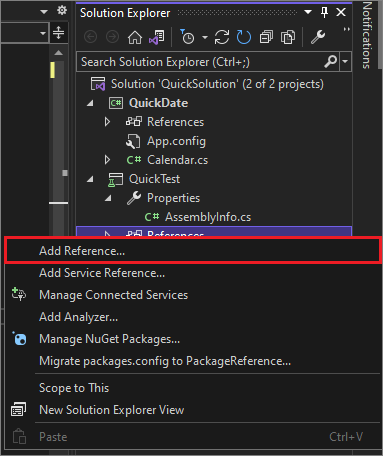 Solution Explorer
Notifications
Search Solution Explorer (Ctrl+;)
Solution 'QuickSolution' (2 of 2 projects)
C# QuickDate
References
App.config
C# Calendar.cs
QuickTest
Properties
C# AssemblyInfo.cs
References
Add Reference...
Add Service Reference...
Manage Connected Services
Add Analyzer...
Manage NuGet Packages...
Migrate packages.config to PackageReference...
Scope to This
New Solution Explorer View
Paste Ctrl+V